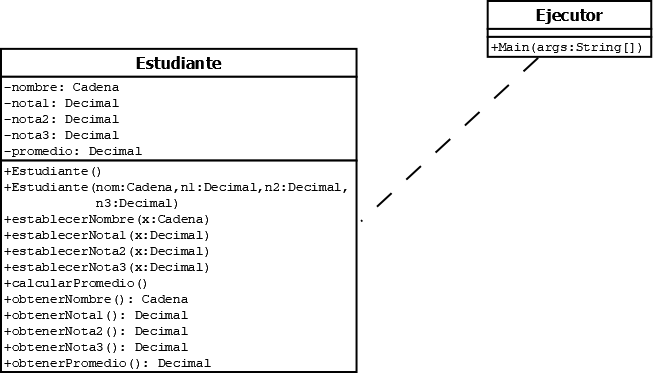 Ejecutor
+Main(args:String[])
Estudiante
-nombre: Cadena
-nota1: Decimal
-nota2: Decimal
-nota3: Decimal
-promedio: Decimal
+Estudiante()
+Estudiante(nom:Cadena,n1:Decimal,n2:Decimal,
n3:Decimal)
+establecerNombre(x:Cadena)
+establecerNota1(x:Decimal)
+establecerNota2(x:Decimal)
+establecerNota3(x:Decimal)
+calcularPromedio()
+obtenerNombre(): Cadena
+obtenerNota1(): Decimal
+obtenerNota2(): Decimal
+obtenerNota3(): Decimal
+obtenerPromedio(): Decimal